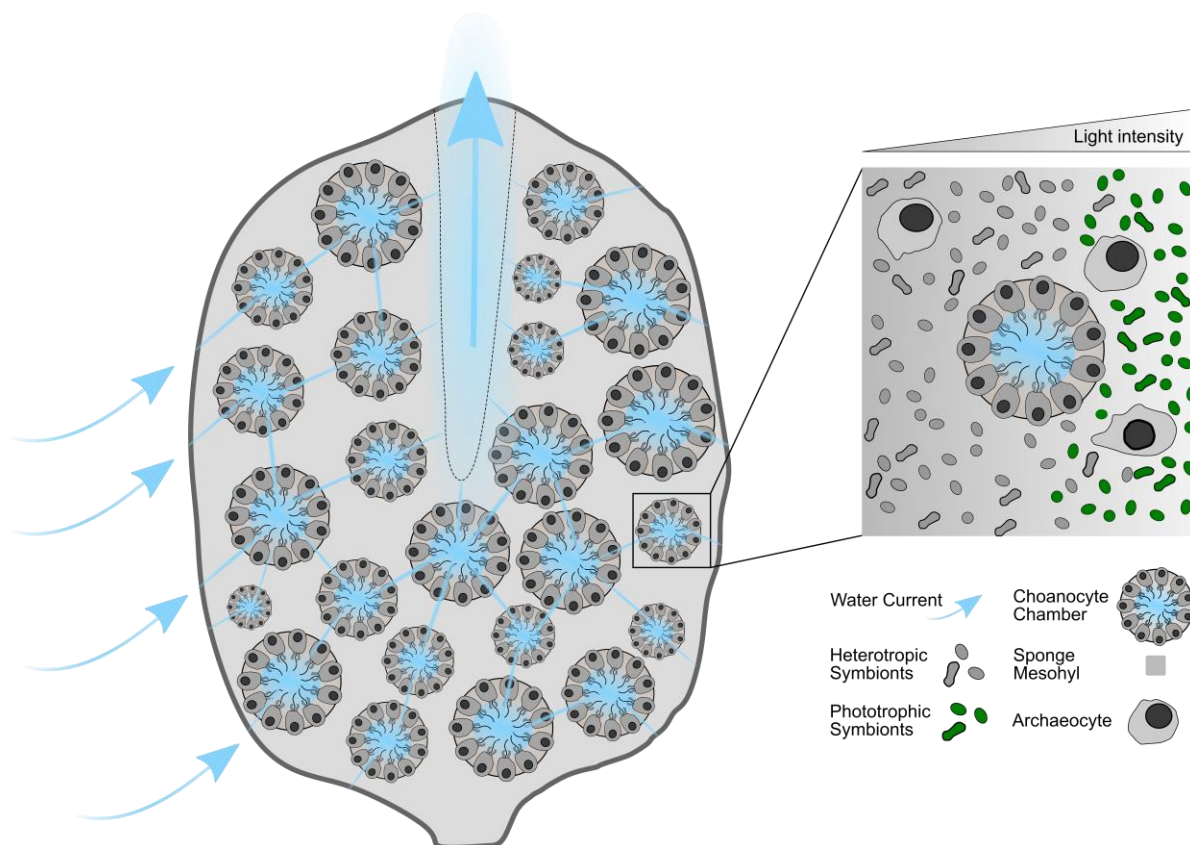 Light intensity
Water Current
Choanocyte
Chamber
Heterotropic
Symbionts
Sponge
Mesohyl
Phototrophic
Symbionts
Archaeocyte